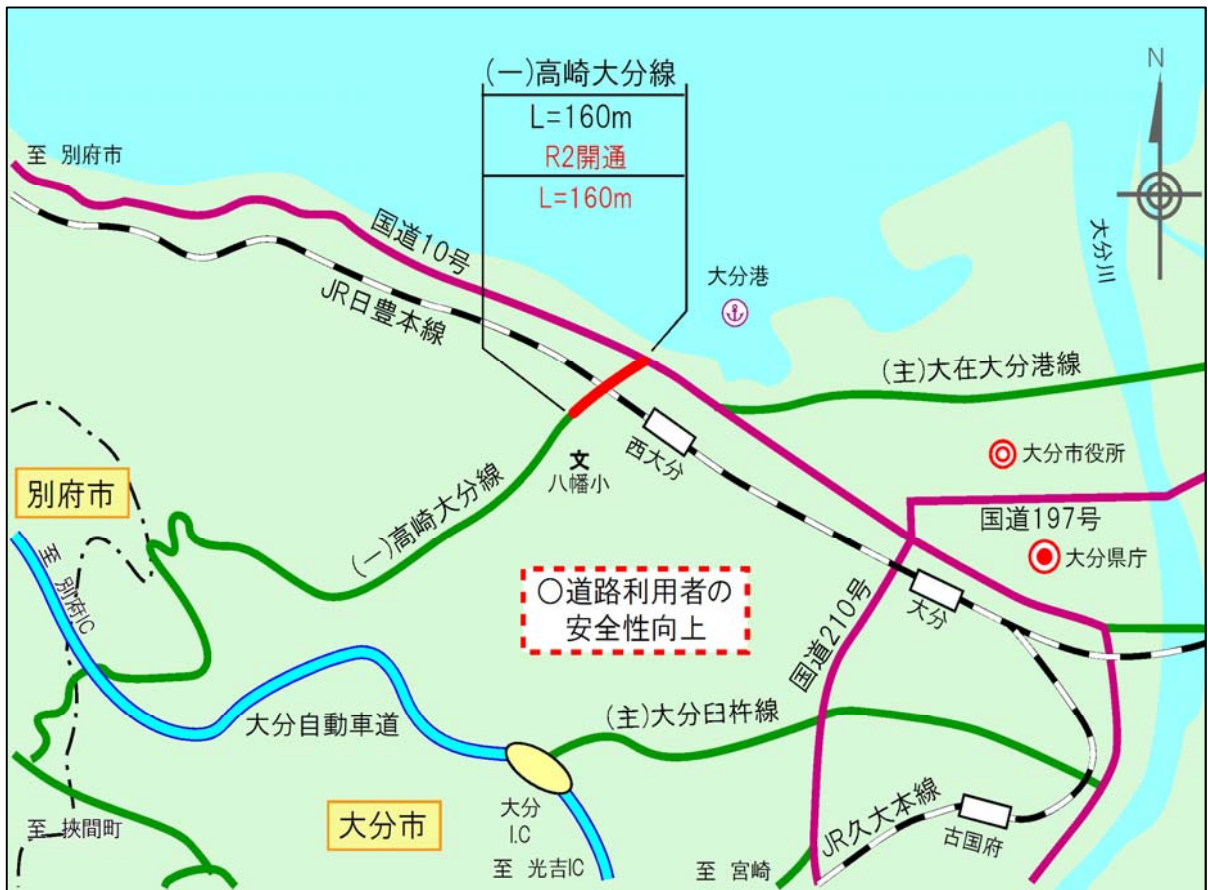 (一)高崎大分線
L=160m
R2開通
L=160m
N
至 別府市
国道10号
JR日豊本線
大分港
大分川
(主)大在大分港線
西大分
大分市役所
文
八幡小
別府市
(一)高崎大分線
国道197号
大分県庁
至 別府IC
○道路利用者の
安全性向上
大分
国道210号
大分自動車道
(主)大分臼杵線
大分
I.C
大分市
至 挾間町
至 光吉IC
JR久大本線
古国府
至 宮崎